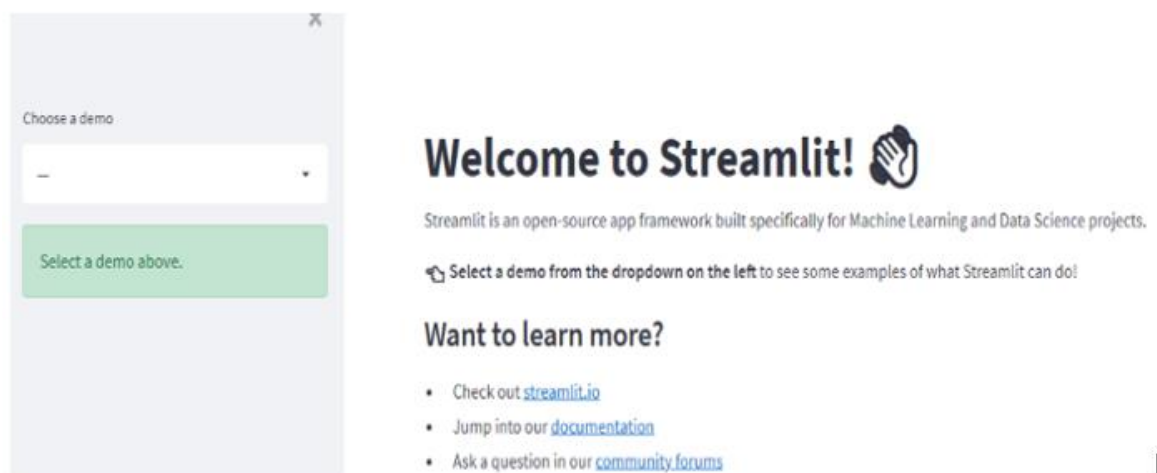 Choose a demo
—
Select a demo above.
Welcome to Streamlit! 👋
Streamlit is an open-source app framework built specifically for Machine Learning and Data Science projects.
👈 Select a demo from the dropdown on the left to see some examples of what Streamlit can do!
Want to learn more?
• Check out streamlit.io
• Jump into our documentation
• Ask a question in our community forums